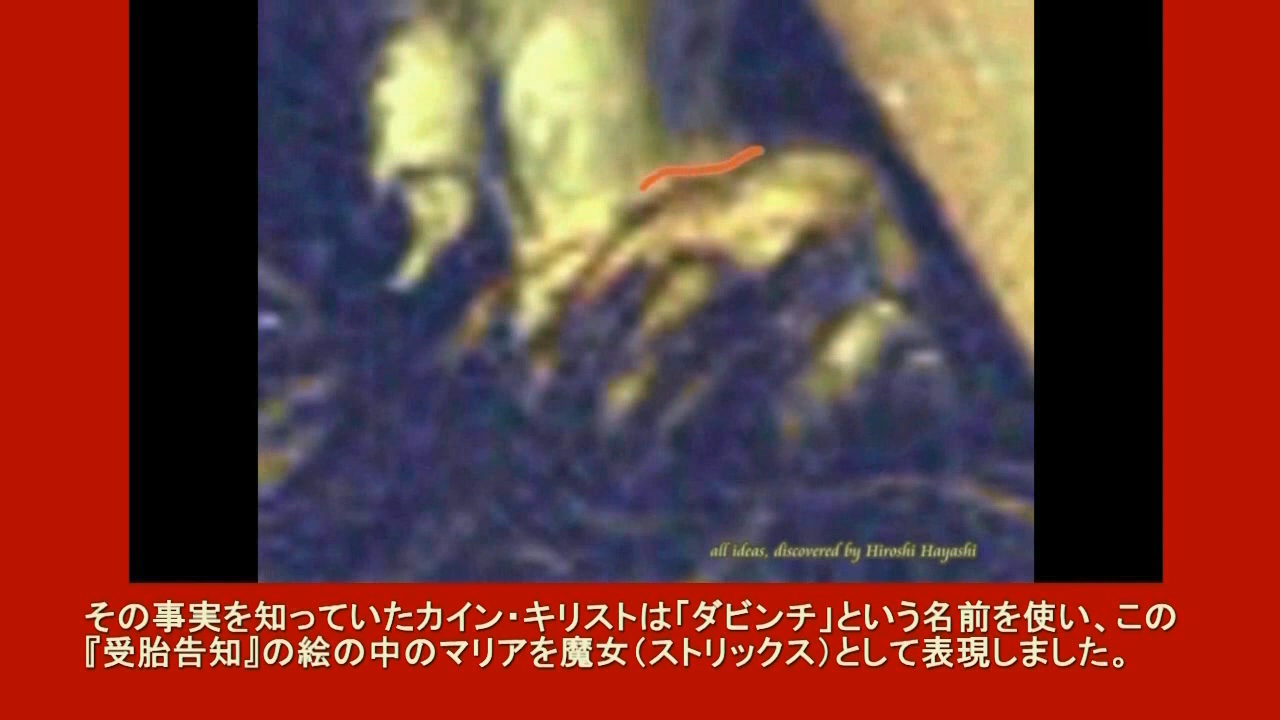 all ideas, discovered by Hiroshi Hayashi
その事実を知っていたカイン・キリストは｢ダビンチ｣という名前を使い、この
『受胎告知』の絵の中のマリアを魔女（ストリックス）として表現しました。